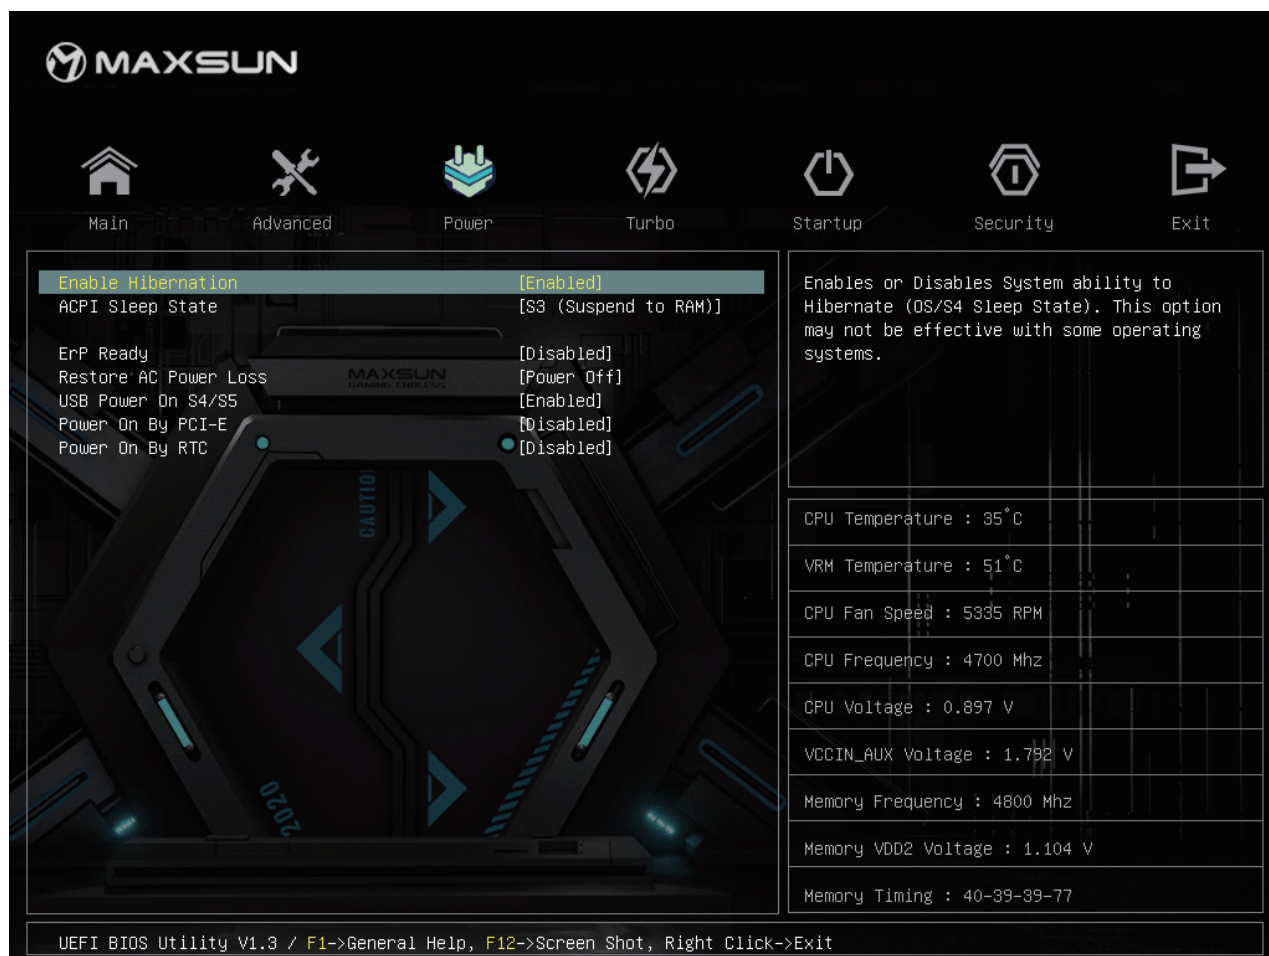 MAXSUN
Main Advanced Power Turbo Startup Security Exit
Enable Hibernation [Enabled]
ACPI Sleep State [S3 (Suspend to RAM)]
ErP Ready [Disabled]
Restore AC Power Loss [Power Off]
USB Power On S4/S5 [Enabled]
Power On By PCI-E [Disabled]
Power On By RTC [Disabled]
MAXSUN
GAMING ENDLESS
CAUTION
2020
Enables or Disables System ability to
Hibernate (OS/S4 Sleep State). This option
may not be effective with some operating
systems.
CPU Temperature : 35°C
VRM Temperature : 51°C
CPU Fan Speed : 5335 RPM
CPU Frequency : 4700 Mhz
CPU Voltage : 0.897 V
VCCIN_AUX Voltage : 1.792 V
Memory Frequency : 4800 Mhz
Memory VDD2 Voltage : 1.104 V
Memory Timing : 40-39-39-77
UEFI BIOS Utility V1.3 / F1->General Help, F12->Screen Shot, Right Click->Exit